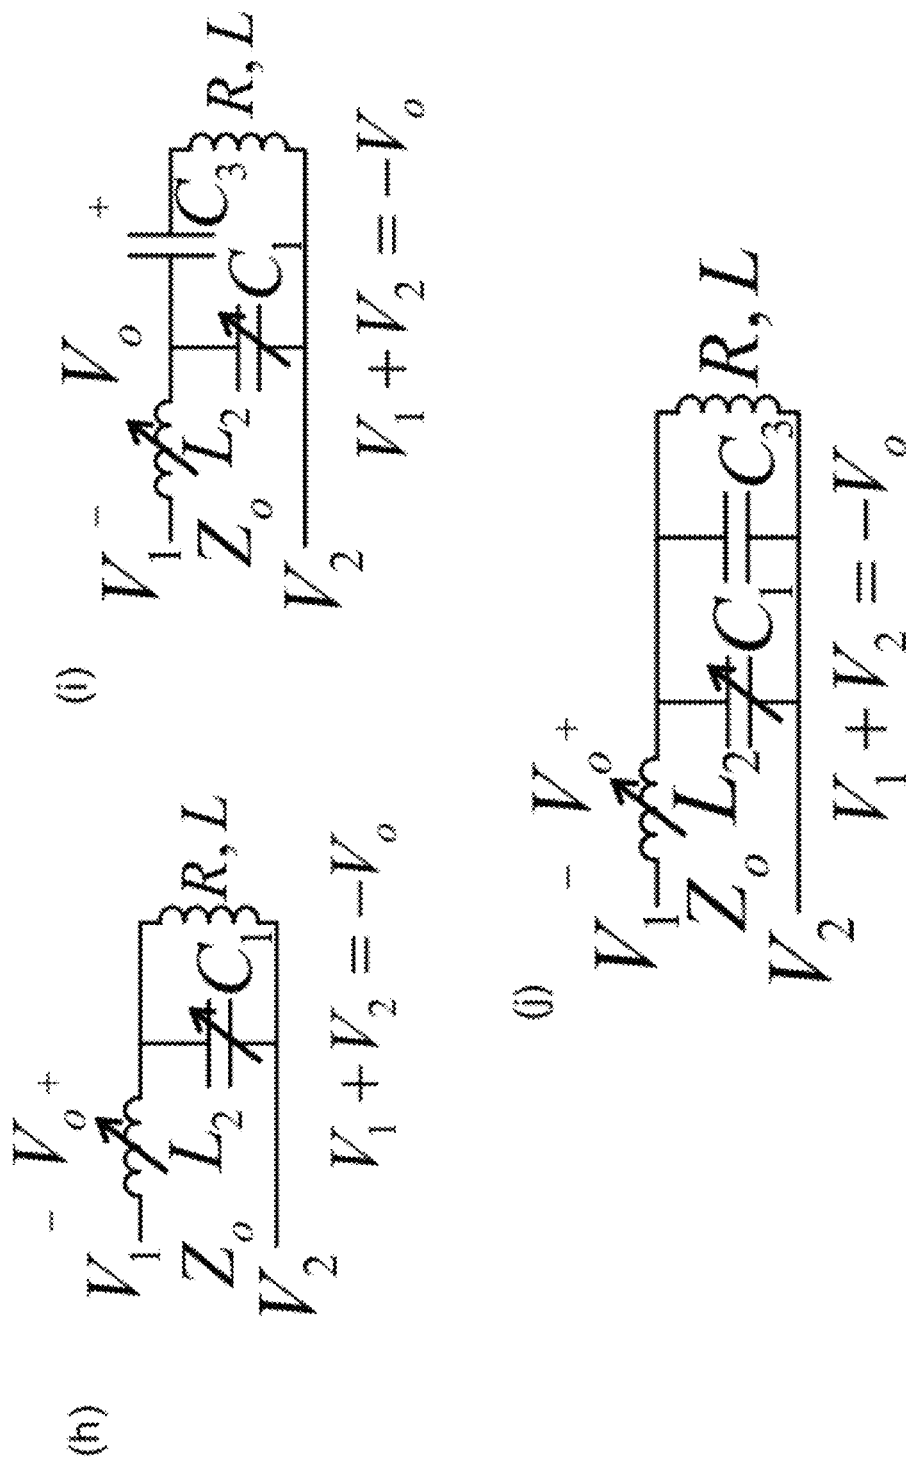 (h)
− V_o +
V_1
L_2
C_1
R, L
Z_o
V_2
V_1 + V_2 = −V_o
(i)
− V_o +
V_1
L_2
C_3
C_1
R, L
Z_o
V_2
V_1 + V_2 = −V_o
(j)
− V_o +
V_1
L_2
C_1
C_3
R, L
Z_o
V_2
V_1 + V_2 = −V_o